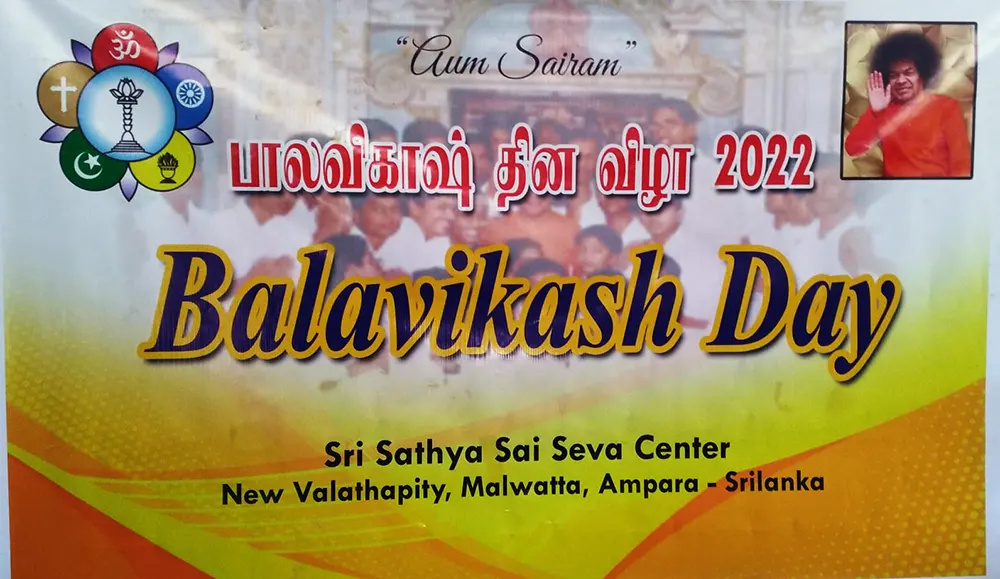 "Aum Sairam"
பாலவிகாஷ் தின விழா 2022
Balavikash Day
Sri Sathya Sai Seva Center
New Valathapity, Malwatta, Ampara - Srilanka